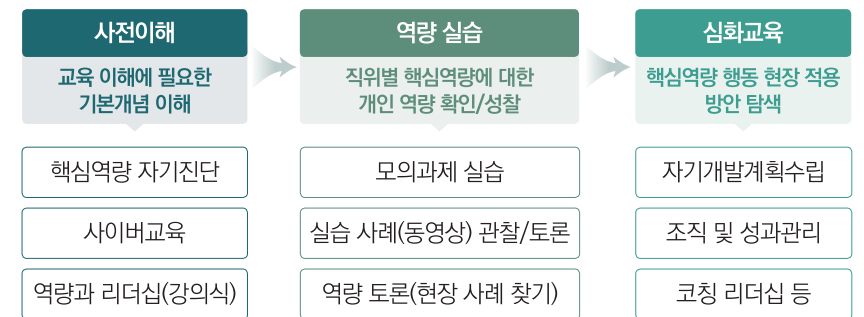 사전이해
교육 이해에 필요한
기본개념 이해
핵심역량 자기진단
사이버교육
역량과 리더십(강의식)
역량 실습
직위별 핵심역량에 대한
개인 역량 확인/성찰
모의과제 실습
실습 사례(동영상) 관찰/토론
역량 토론(현장 사례 찾기)
심화교육
핵심역량 행동 현장 적용
방안 탐색
자기개발계획수립
조직 및 성과관리
코칭 리더십 등